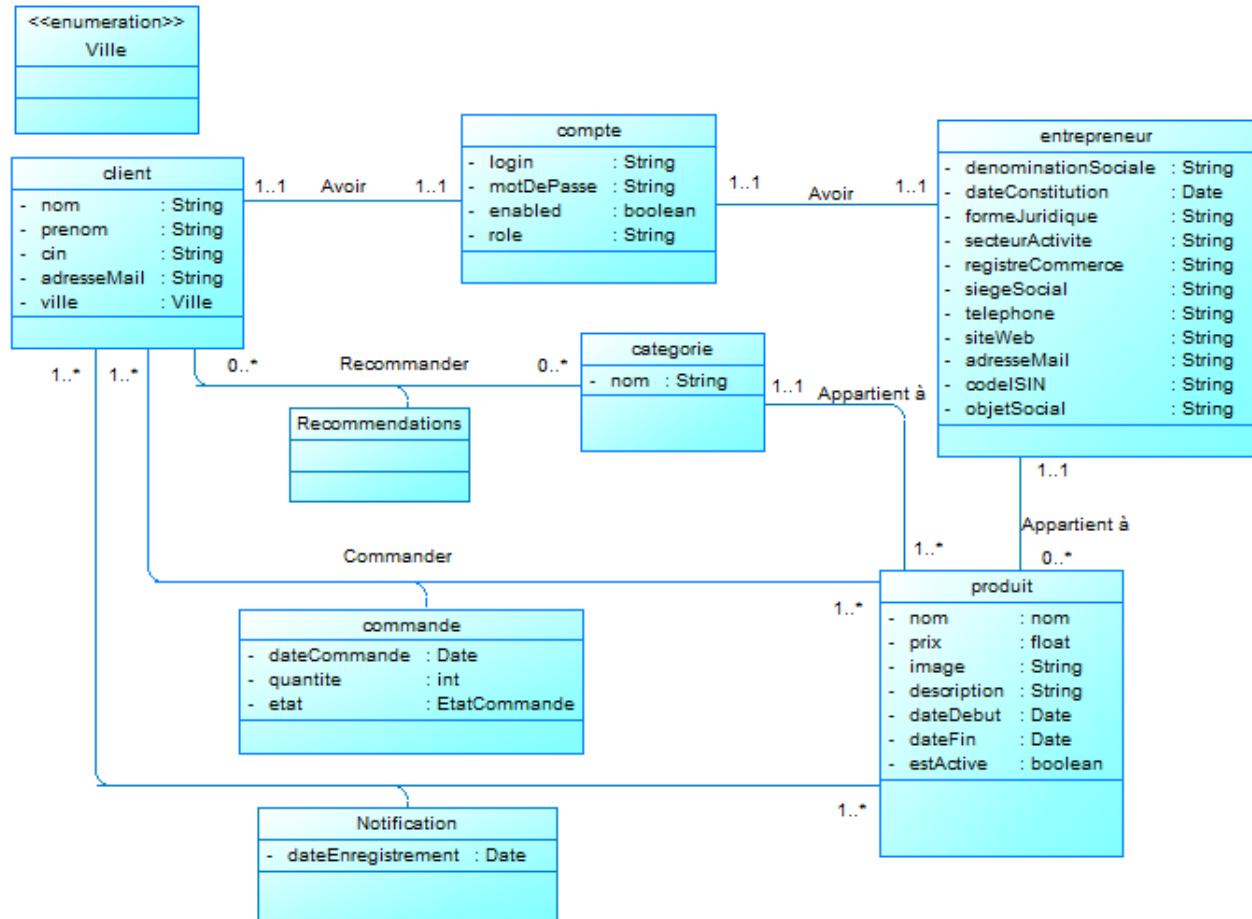 <<enumeration>>
Ville
client
- nom : String
- prenom : String
- cin : String
- adresseMail : String
- ville : Ville
1..1 Avoir 1..1
compte
- login : String
- motDePasse : String
- enabled : boolean
- role : String
1..1 Avoir 1..1
entrepreneur
- denominationSociale : String
- dateConstitution : Date
- formeJuridique : String
- secteurActivite : String
- registreCommerce : String
- siegeSocial : String
- telephone : String
- siteWeb : String
- adresseMail : String
- codeISIN : String
- objetSocial : String
1..* 1..* 0..* Recommander 0..*
categorie
- nom : String
1..1 Appartient à
1..*
Recommendations
1..1
Appartient à
0..*
Commander
1..*
commande
- dateCommande : Date
- quantite : int
- etat : EtatCommande
produit
- nom : nom
- prix : float
- image : String
- description : String
- dateDebut : Date
- dateFin : Date
- estActive : boolean
1..*
Notification
- dateEnregistrement : Date